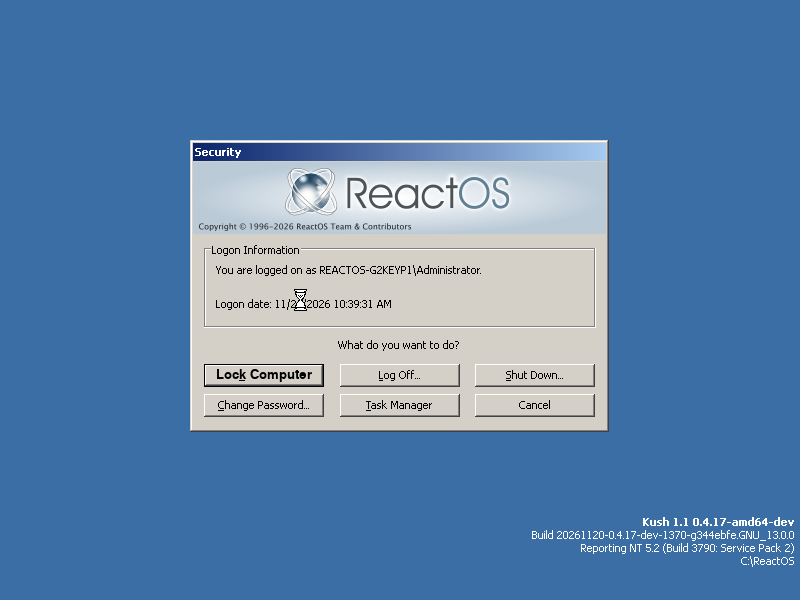 Security
ReactOS
Copyright © 1996-2026 ReactOS Team & Contributors
Logon Information
You are logged on as REACTOS-G2KEYP1\Administrator.
Logon date: 2026 10:39:31 AM
What do you want to do?
Lock Computer
Log Off...
Shut Down...
Change Password...
Task Manager
Cancel
Kush 1.1 0.4.17-amd64-dev
Build 20261120-0.4.17-dev-1370-g344ebfe.GNU_13.0.0
Reporting NT 5.2 (Build 3790: Service Pack 2)
C:\ReactOS